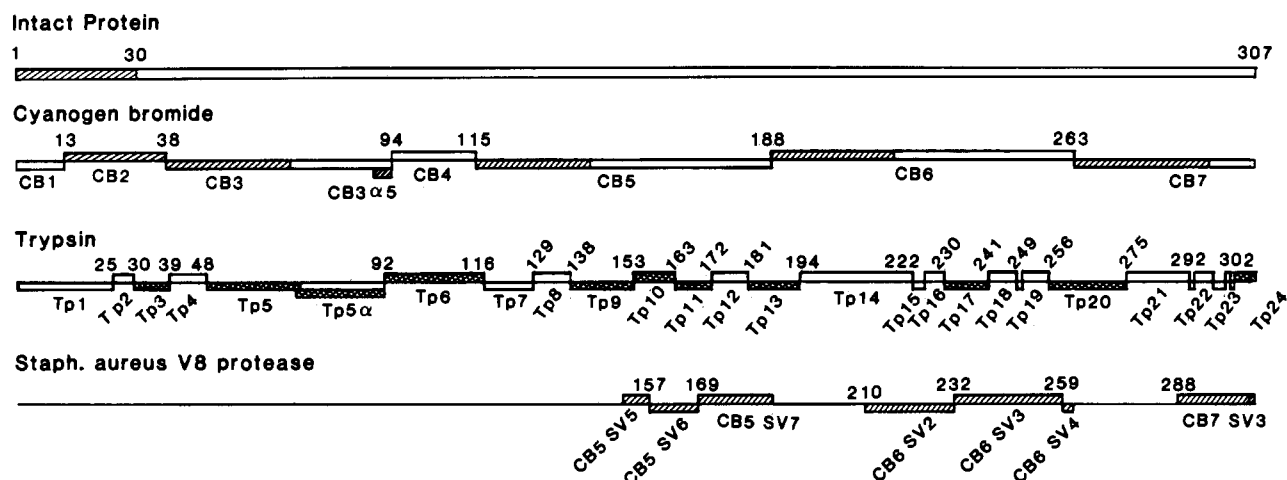 Intact Protein
1 30 307
Cyanogen bromide
13 38 94 115 188 263
CB1 CB2 CB3 CB3 α5 CB4 CB5 CB6 CB7
Trypsin
25 30 39 48 92 116 129 138 153 163 172 181 194 222 230 241 249 256 275 292 302
Tp1 Tp2 Tp3 Tp4 Tp5 Tp5α Tp6 Tp7 Tp8 Tp9 Tp10 Tp11 Tp12 Tp13 Tp14 Tp15 Tp16 Tp17 Tp18 Tp19 Tp20 Tp21 Tp22 Tp23 Tp24
Staph. aureus V8 protease
157 169 210 232 259 288
CB5 SV5 CB5 SV6 CB5 SV7 CB6 SV2 CB6 SV3 CB6 SV4 CB7 SV3